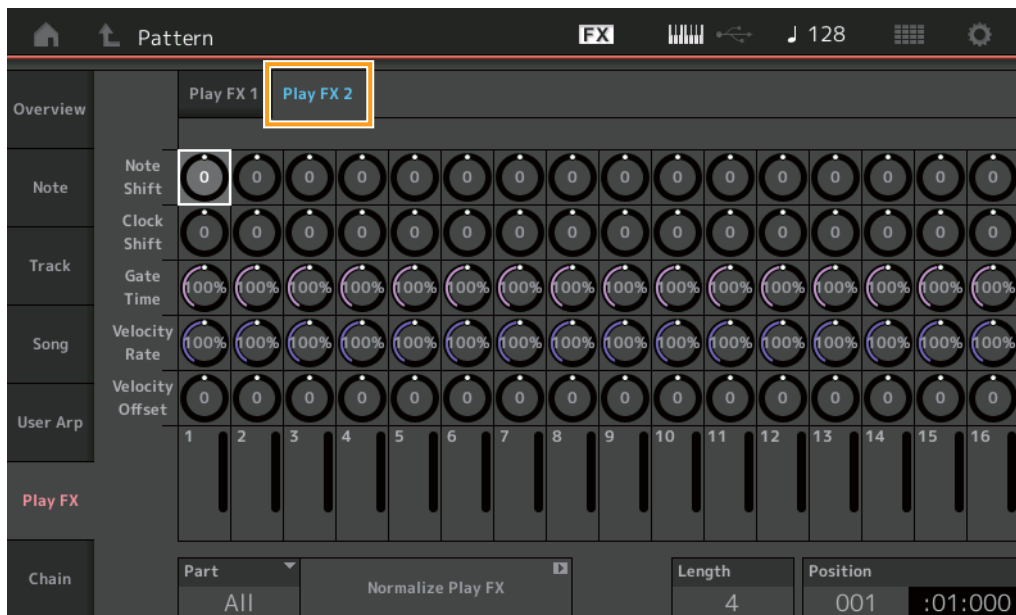 Pattern FX ♩ 128
Play FX 1 Play FX 2
Overview
Note
Track
Song
User Arp
Play FX
Chain
Note Shift 0 0 0 0 0 0 0 0 0 0 0 0 0 0 0 0
Clock Shift 0 0 0 0 0 0 0 0 0 0 0 0 0 0 0 0
Gate Time 100% 100% 100% 100% 100% 100% 100% 100% 100% 100% 100% 100% 100% 100% 100% 100%
Velocity Rate 100% 100% 100% 100% 100% 100% 100% 100% 100% 100% 100% 100% 100% 100% 100% 100%
Velocity Offset 0 0 0 0 0 0 0 0 0 0 0 0 0 0 0 0
1 2 3 4 5 6 7 8 9 10 11 12 13 14 15 16
Part Normalize Play FX Length Position
All 4 001 :01:000